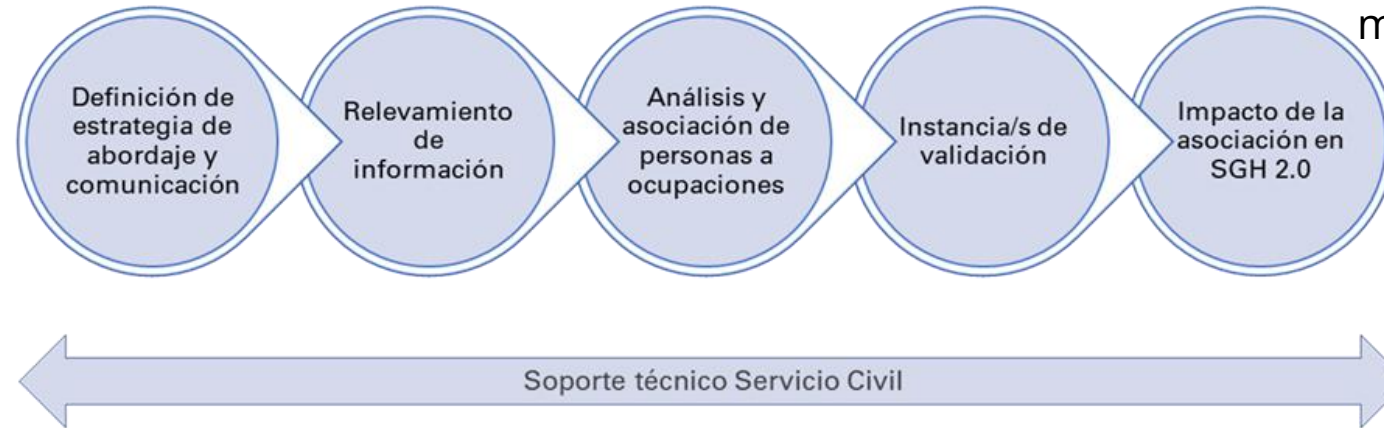 Definición de
estrategia de
abordaje y
comunicación
Relevamiento
de
información
Análisis y
asociación de
personas a
ocupaciones
Instancia/s de
validación
Impacto de la
asociación en
SGH 2.0
Soporte técnico Servicio Civil